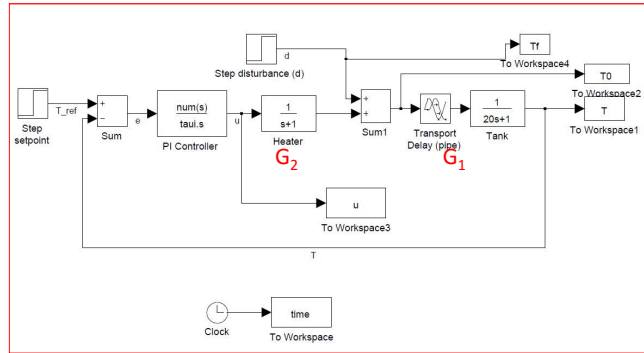 Tf
d
To Workspace4
Step disturbance (d)
T0
To Workspace2
T_ref
+
−
num(s)
taui.s
1
s+1
+
+
1
20s+1
T
Step
setpoint
Sum
e
PI Controller
u
Heater
Sum1
Transport
Delay (pipe)
Tank
To Workspace1
G2
G1
u
To Workspace3
T
time
Clock
To Workspace